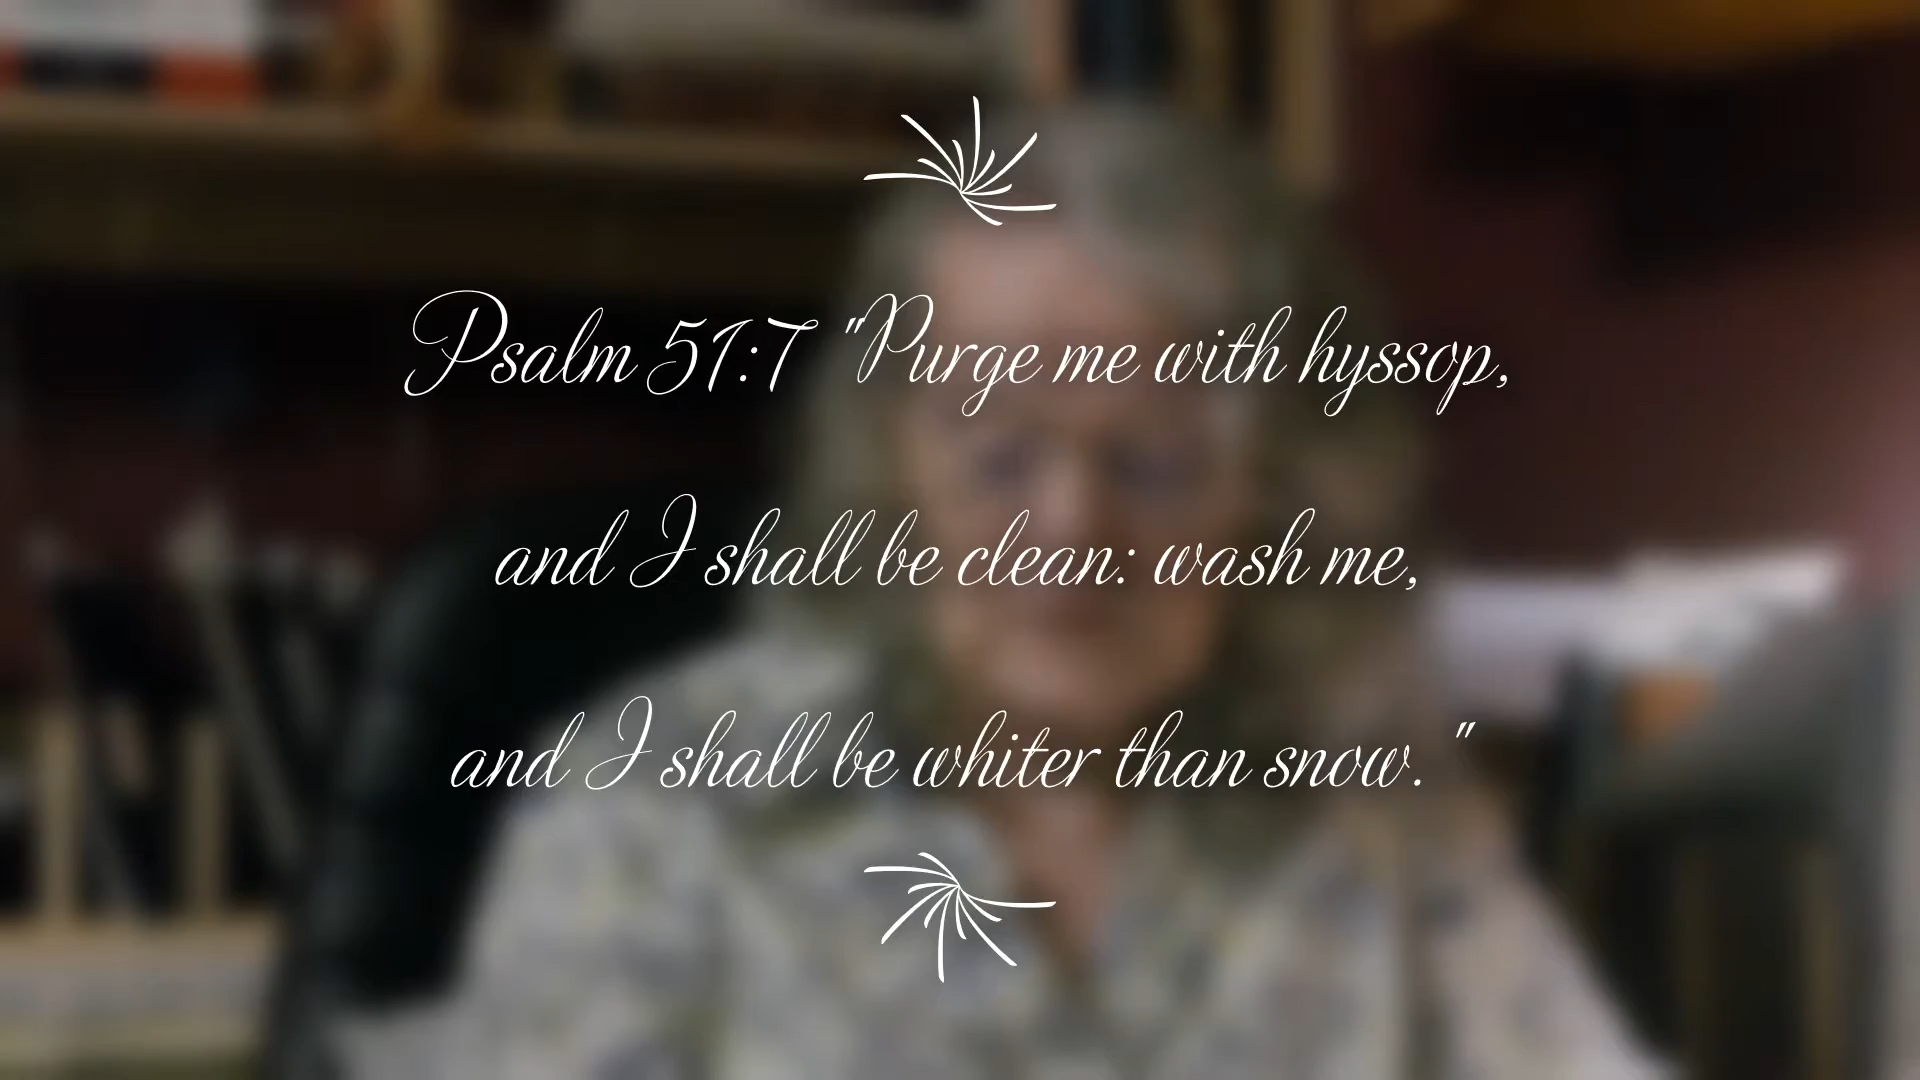 Psalm 51:7 "Purge me with hyssop,
and I shall be clean: wash me,
and I shall be whiter than snow."